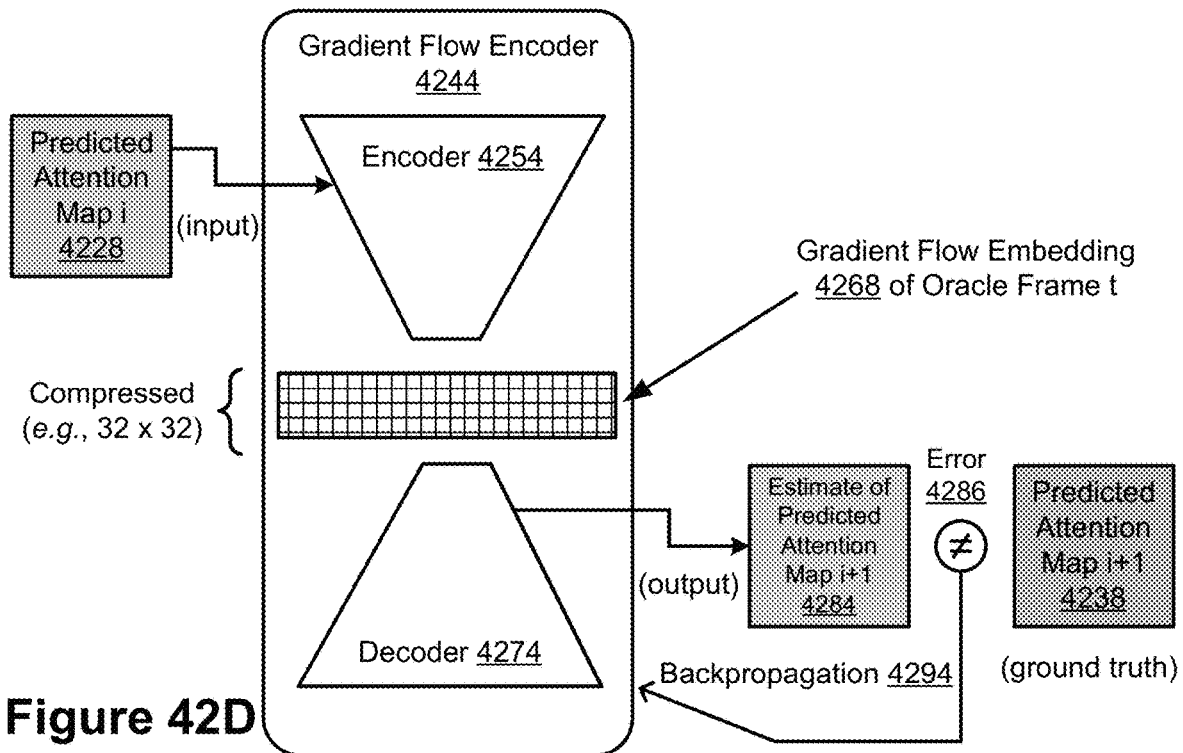 Gradient Flow Encoder
4244
Predicted
Attention
Map i
4228
(input)
Encoder 4254
Gradient Flow Embedding
4268 of Oracle Frame t
Compressed
(e.g., 32 x 32)
Estimate of
Predicted
Attention
Map i+1
4284
(output)
Error
4286
≠
Predicted
Attention
Map i+1
4238
(ground truth)
Decoder 4274
Backpropagation 4294
Figure 42D